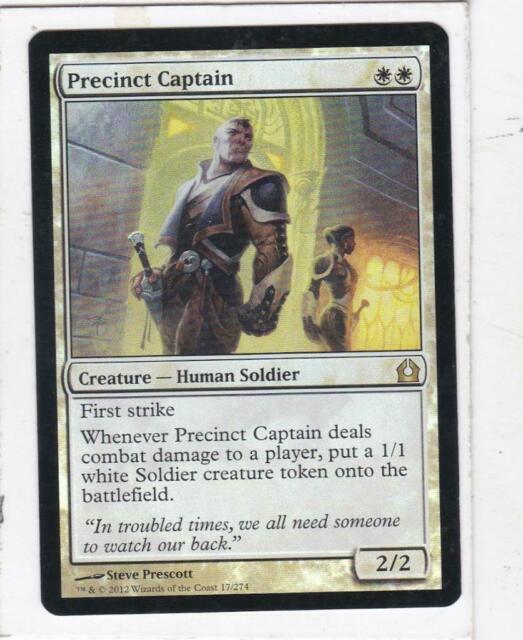 Precinct Captain
Creature — Human Soldier
First strike
Whenever Precinct Captain deals
combat damage to a player, put a 1/1
white Soldier creature token onto the
battlefield.
“In troubled times, we all need someone
to watch our back.”
2/2
Steve Prescott
™ & © 2012 Wizards of the Coast 17/274